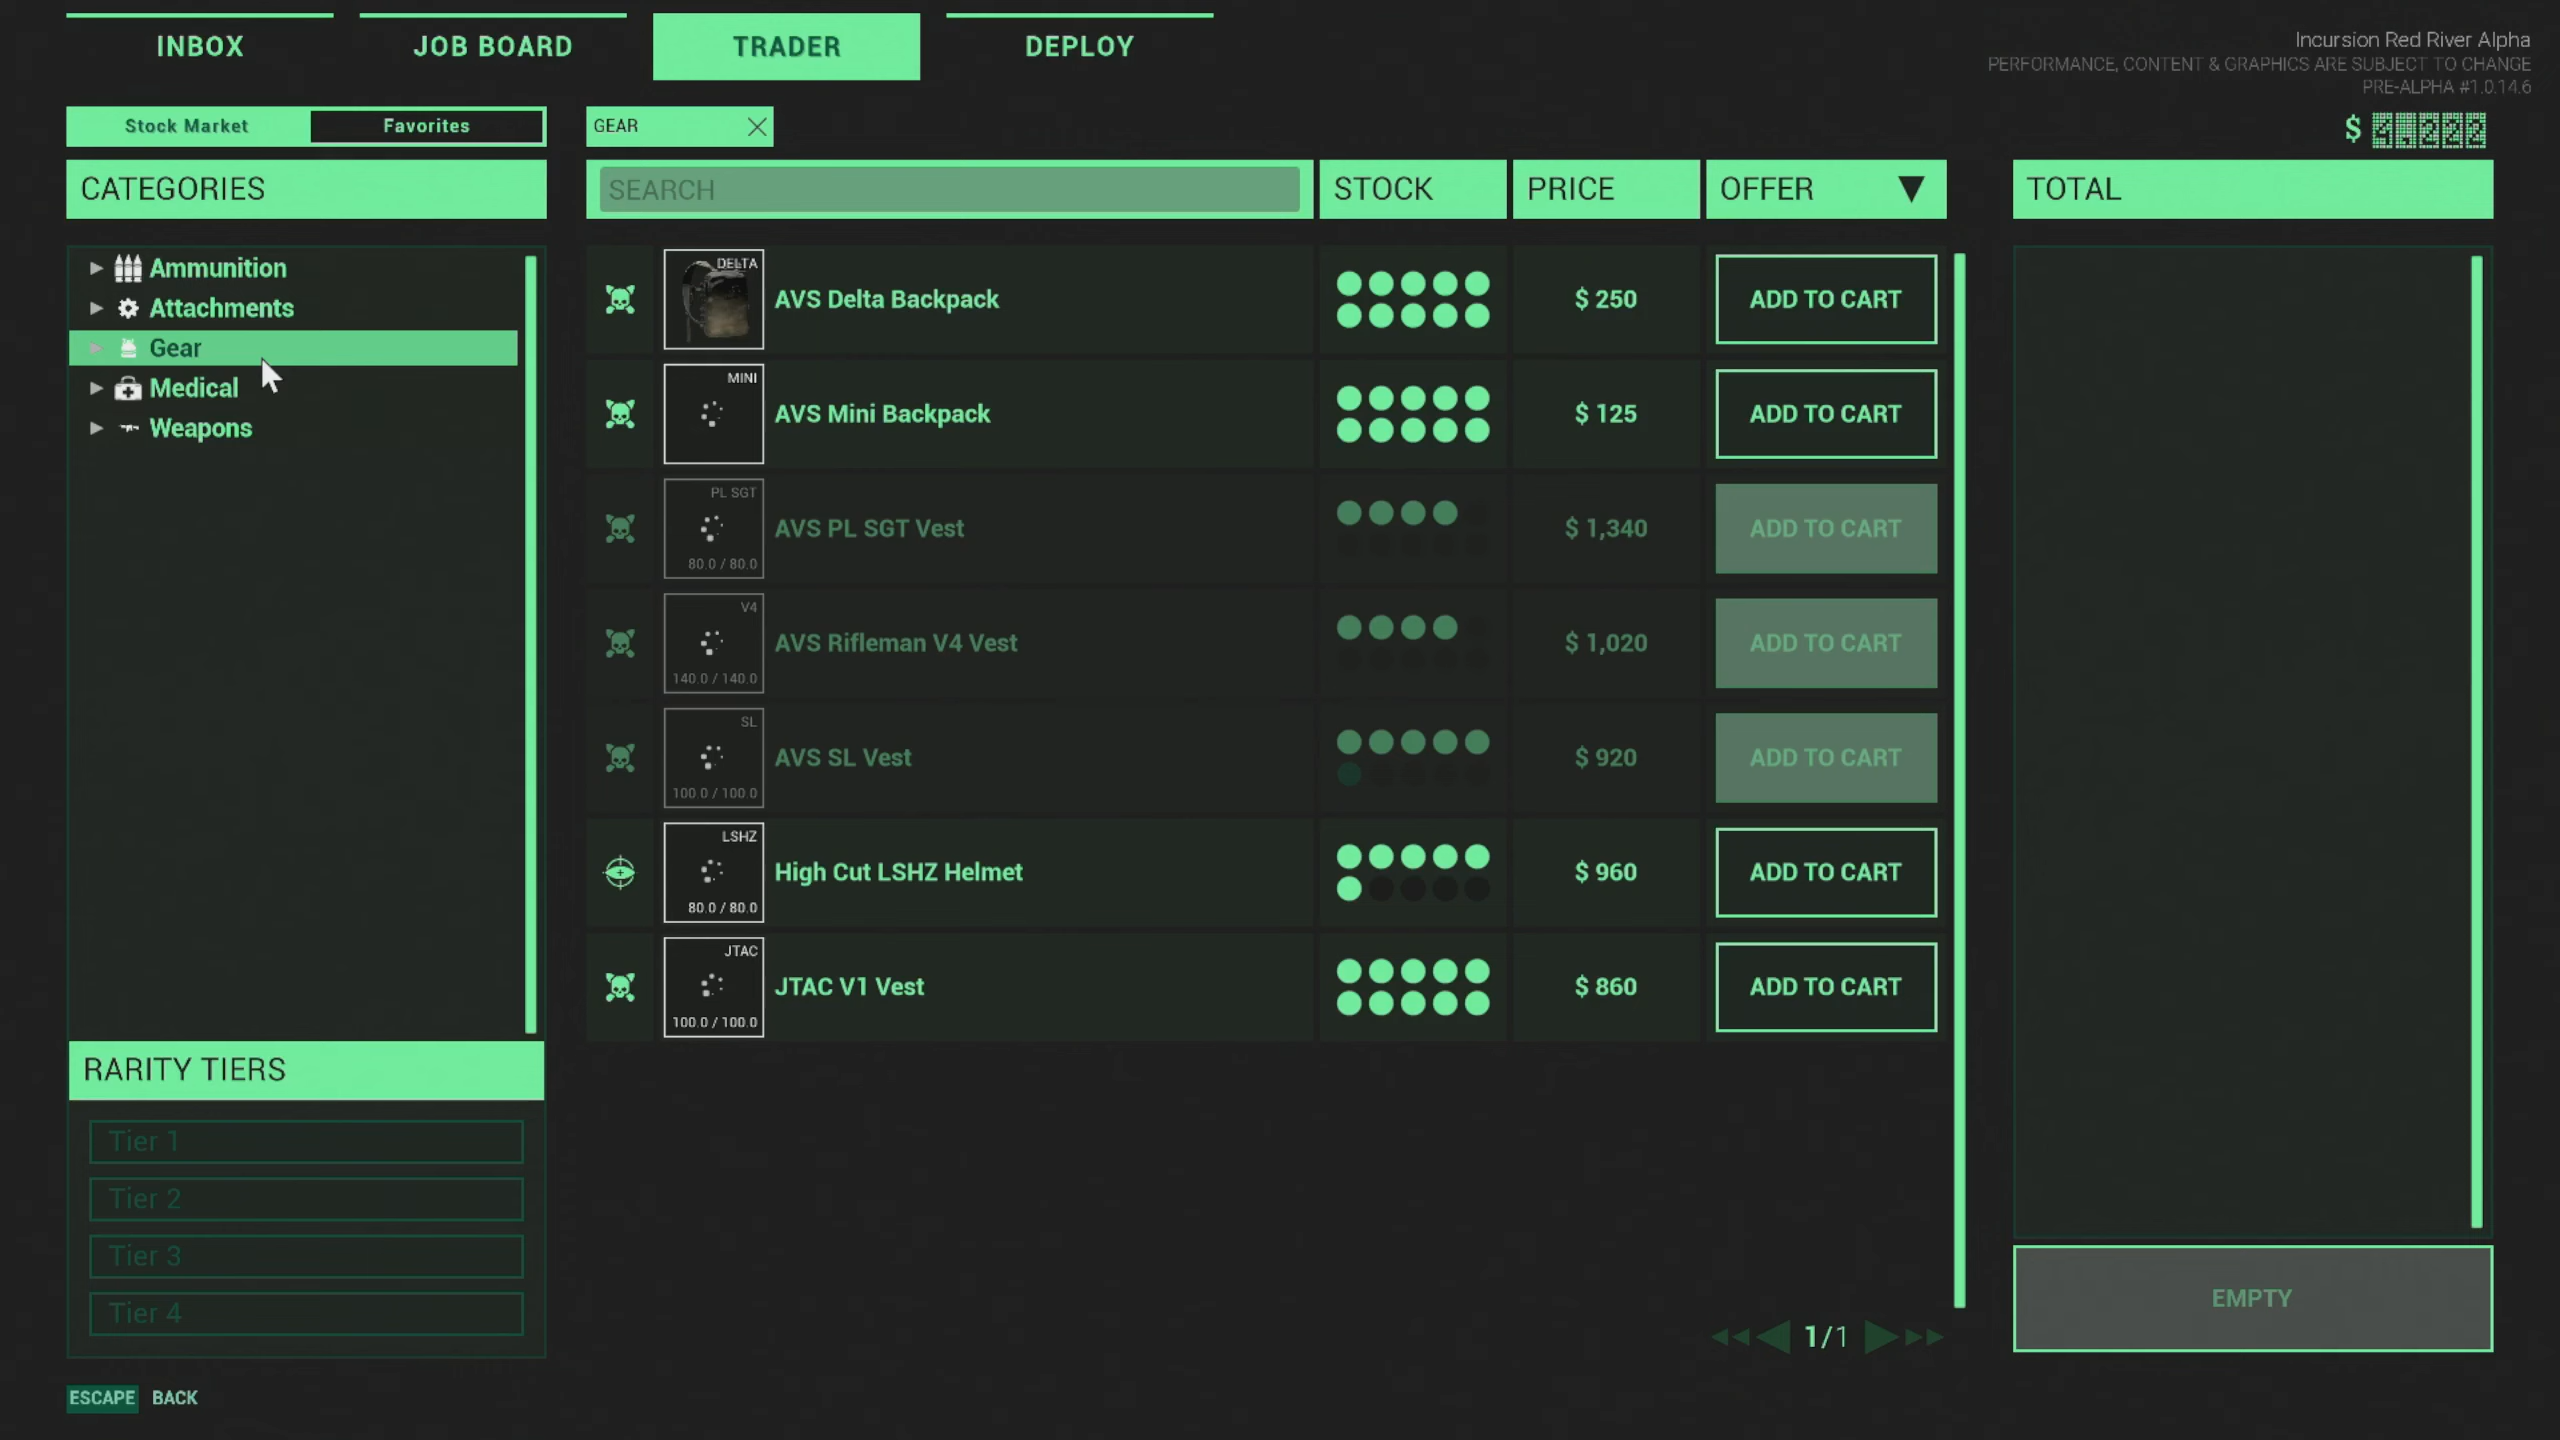 INBOX
JOB BOARD
TRADER
DEPLOY
Incursion Red River Alpha
PERFORMANCE, CONTENT & GRAPHICS ARE SUBJECT TO CHANGE
PRE-ALPHA #1.0.14.6
Stock Market
Favorites
GEAR
$
CATEGORIES
SEARCH
STOCK
PRICE
OFFER
TOTAL
Ammunition
Attachments
Gear
Medical
Weapons
DELTA
AVS Delta Backpack
$ 250
ADD TO CART
MINI
AVS Mini Backpack
$ 125
ADD TO CART
PL SGT
80.0 / 80.0
AVS PL SGT Vest
$ 1,340
ADD TO CART
V4
140.0 / 140.0
AVS Rifleman V4 Vest
$ 1,020
ADD TO CART
SL
100.0 / 100.0
AVS SL Vest
$ 920
ADD TO CART
LSHZ
80.0 / 80.0
High Cut LSHZ Helmet
$ 960
ADD TO CART
JTAC
100.0 / 100.0
JTAC V1 Vest
$ 860
ADD TO CART
RARITY TIERS
Tier 1
Tier 2
Tier 3
Tier 4
1/1
EMPTY
ESCAPE BACK